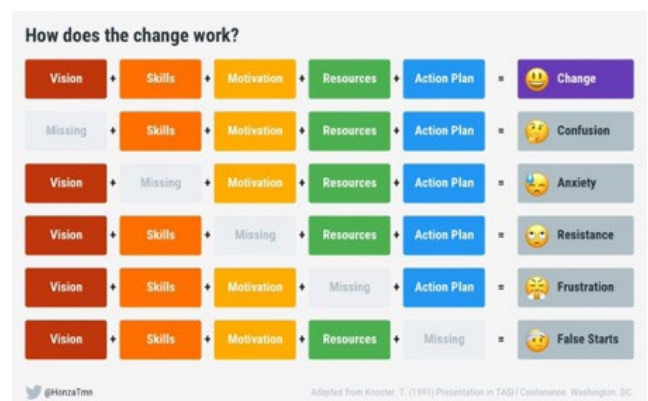 How does the change work?
Vision + Skills + Motivation + Resources + Action Plan = Change
Missing + Skills + Motivation + Resources + Action Plan = Confusion
Vision + Missing + Motivation + Resources + Action Plan = Anxiety
Vision + Skills + Missing + Resources + Action Plan = Resistance
Vision + Skills + Motivation + Missing + Action Plan = Frustration
Vision + Skills + Motivation + Resources + Missing = False Starts
@HonzaTmn Adapted from Knoster, T. (1991) Presentation in TASH Conferance. Washington, DC.